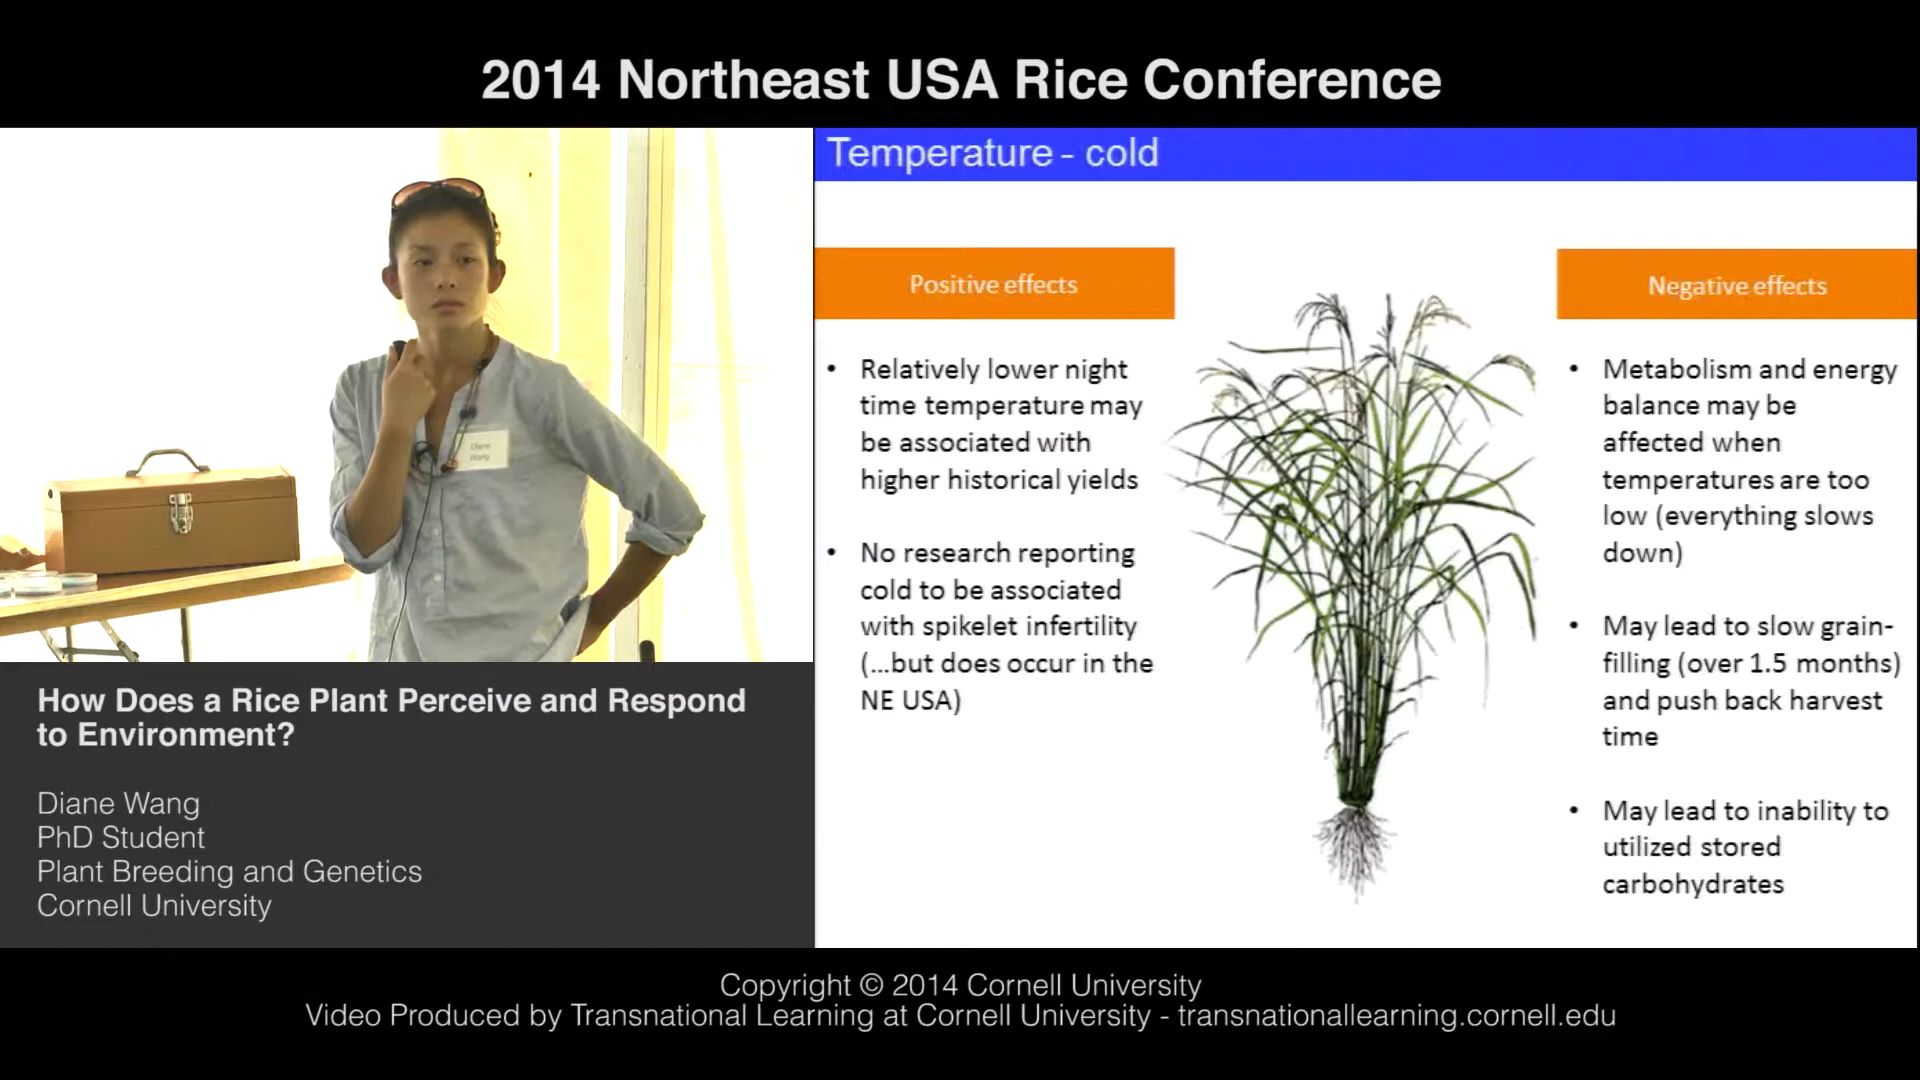 2014 Northeast USA Rice Conference
Diane
Wang
How Does a Rice Plant Perceive and Respond
to Environment?
Diane Wang
PhD Student
Plant Breeding and Genetics
Cornell University
Temperature - cold
Positive effects
• Relatively lower night
time temperature may
be associated with
higher historical yields
• No research reporting
cold to be associated
with spikelet infertility
(...but does occur in the
NE USA)
Negative effects
• Metabolism and energy
balance may be
affected when
temperatures are too
low (everything slows
down)
• May lead to slow grain-
filling (over 1.5 months)
and push back harvest
time
• May lead to inability to
utilized stored
carbohydrates
Copyright © 2014 Cornell University
Video Produced by Transnational Learning at Cornell University - transnationallearning.cornell.edu